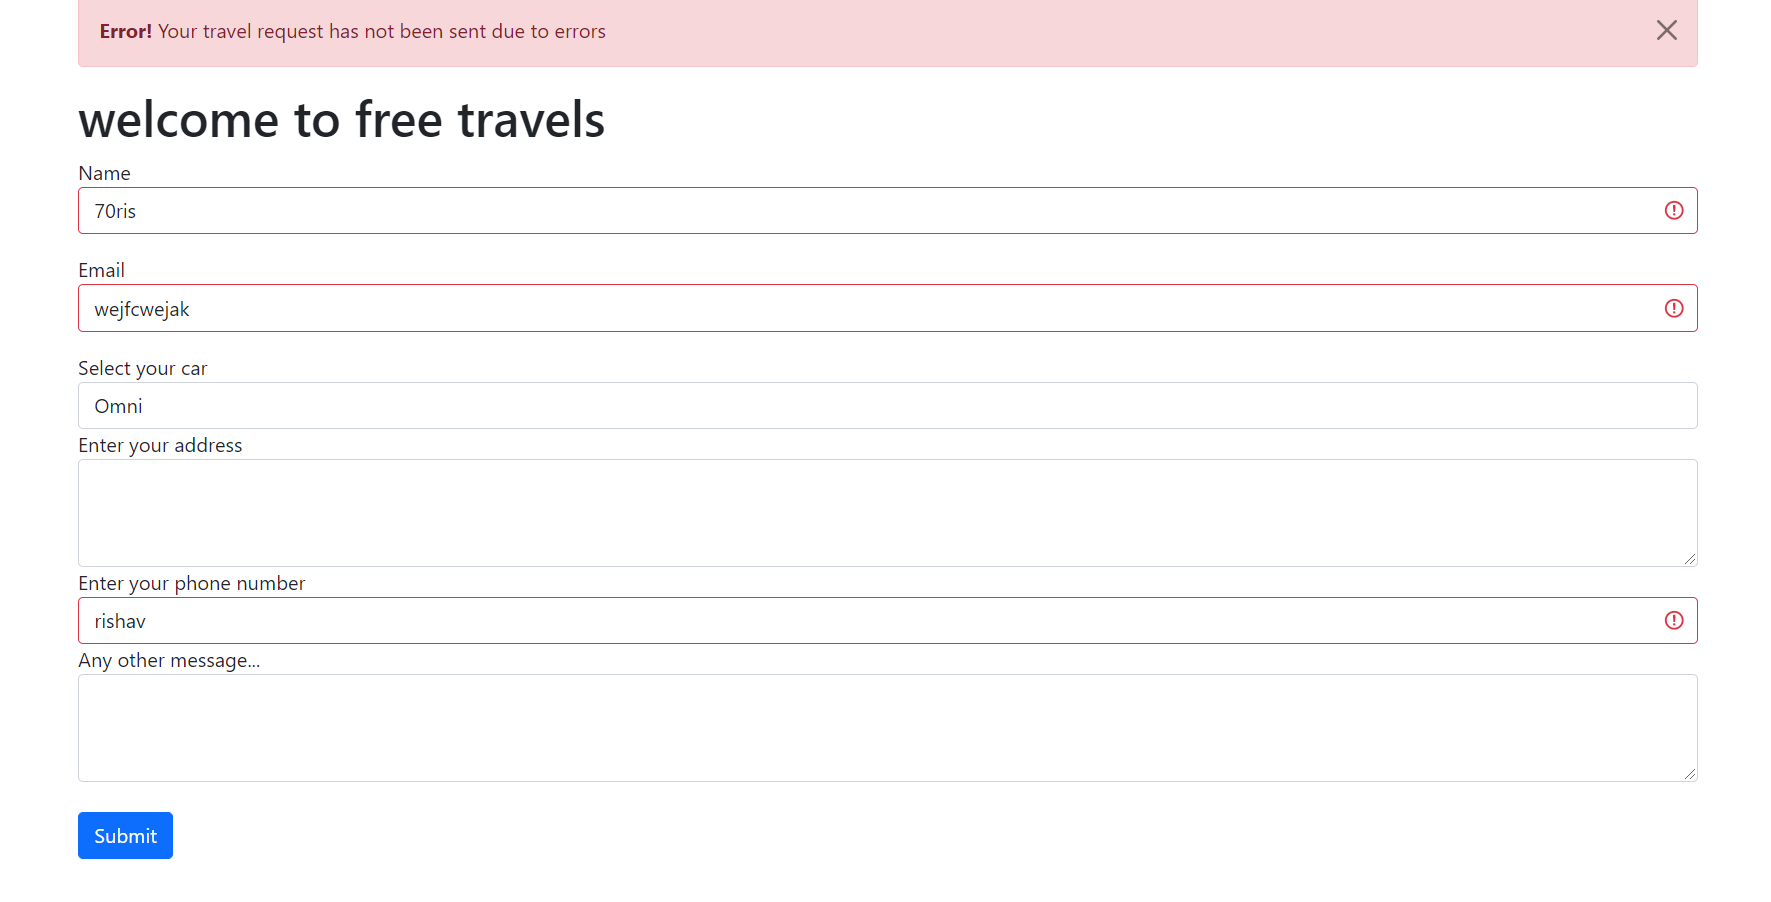 Error! Your travel request has not been sent due to errors
welcome to free travels
Name
70ris
Email
wejfcwejak
Select your car
Omni
Enter your address
Enter your phone number
rishav
Any other message...
Submit